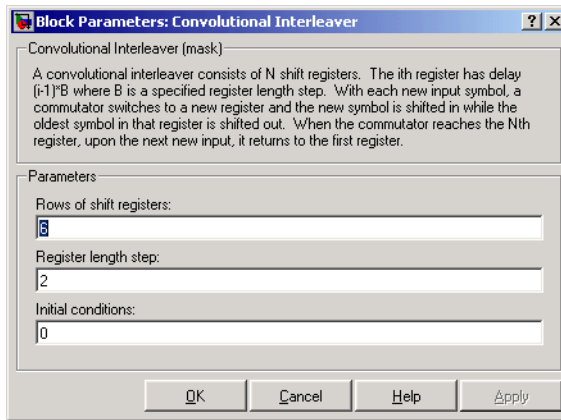 Block Parameters: Convolutional Interleaver
Convolutional Interleaver (mask)
A convolutional interleaver consists of N shift registers.  The ith register has delay
(i-1)*B where B is a specified register length step.  With each new input symbol, a
commutator switches to a new register and the new symbol is shifted in while the
oldest symbol in that register is shifted out.  When the commutator reaches the Nth
register, upon the next new input, it returns to the first register.
Parameters
Rows of shift registers:
6
Register length step:
2
Initial conditions:
0
OK Cancel Help Apply